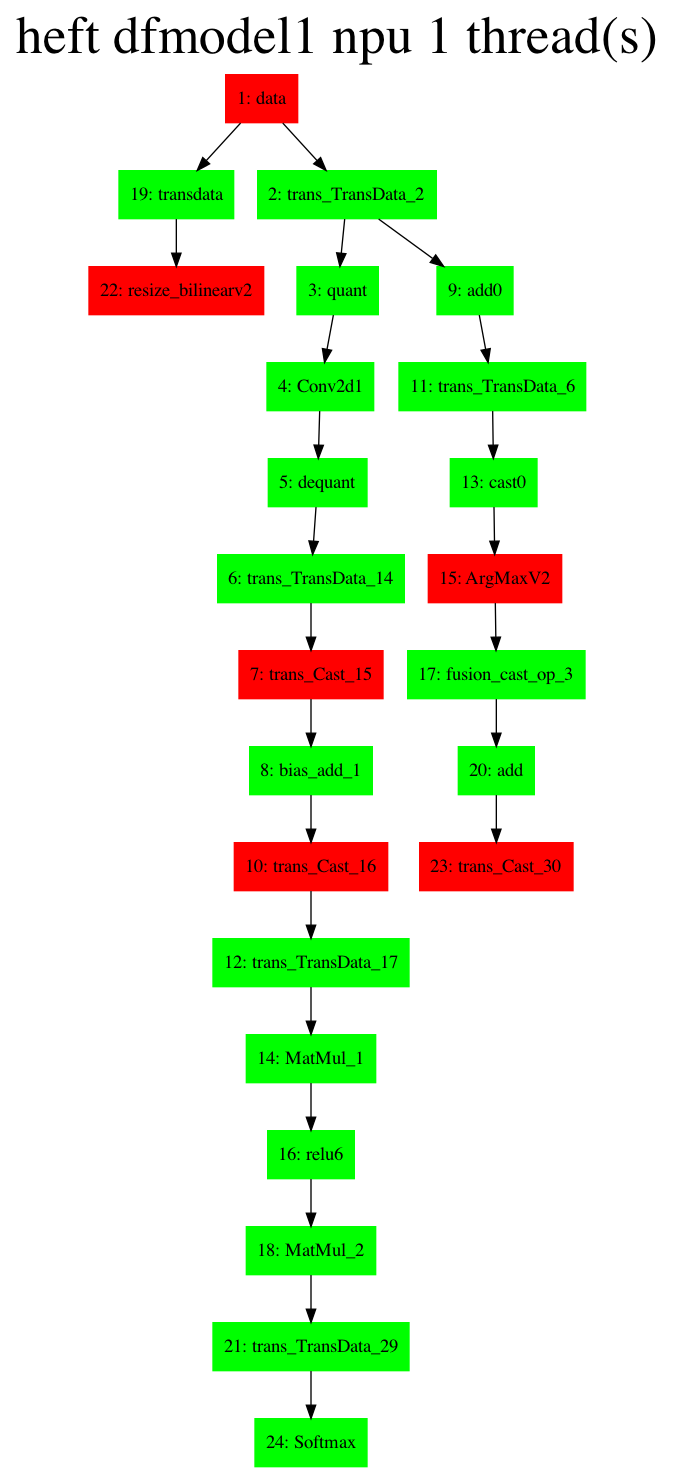 heft dfmodel1 npu 1 thread(s)
1: data
19: transdata
2: trans_TransData_2
22: resize_bilinearv2
3: quant
9: add0
4: Conv2d1
11: trans_TransData_6
5: dequant
13: cast0
6: trans_TransData_14
15: ArgMaxV2
7: trans_Cast_15
17: fusion_cast_op_3
8: bias_add_1
20: add
10: trans_Cast_16
23: trans_Cast_30
12: trans_TransData_17
14: MatMul_1
16: relu6
18: MatMul_2
21: trans_TransData_29
24: Softmax